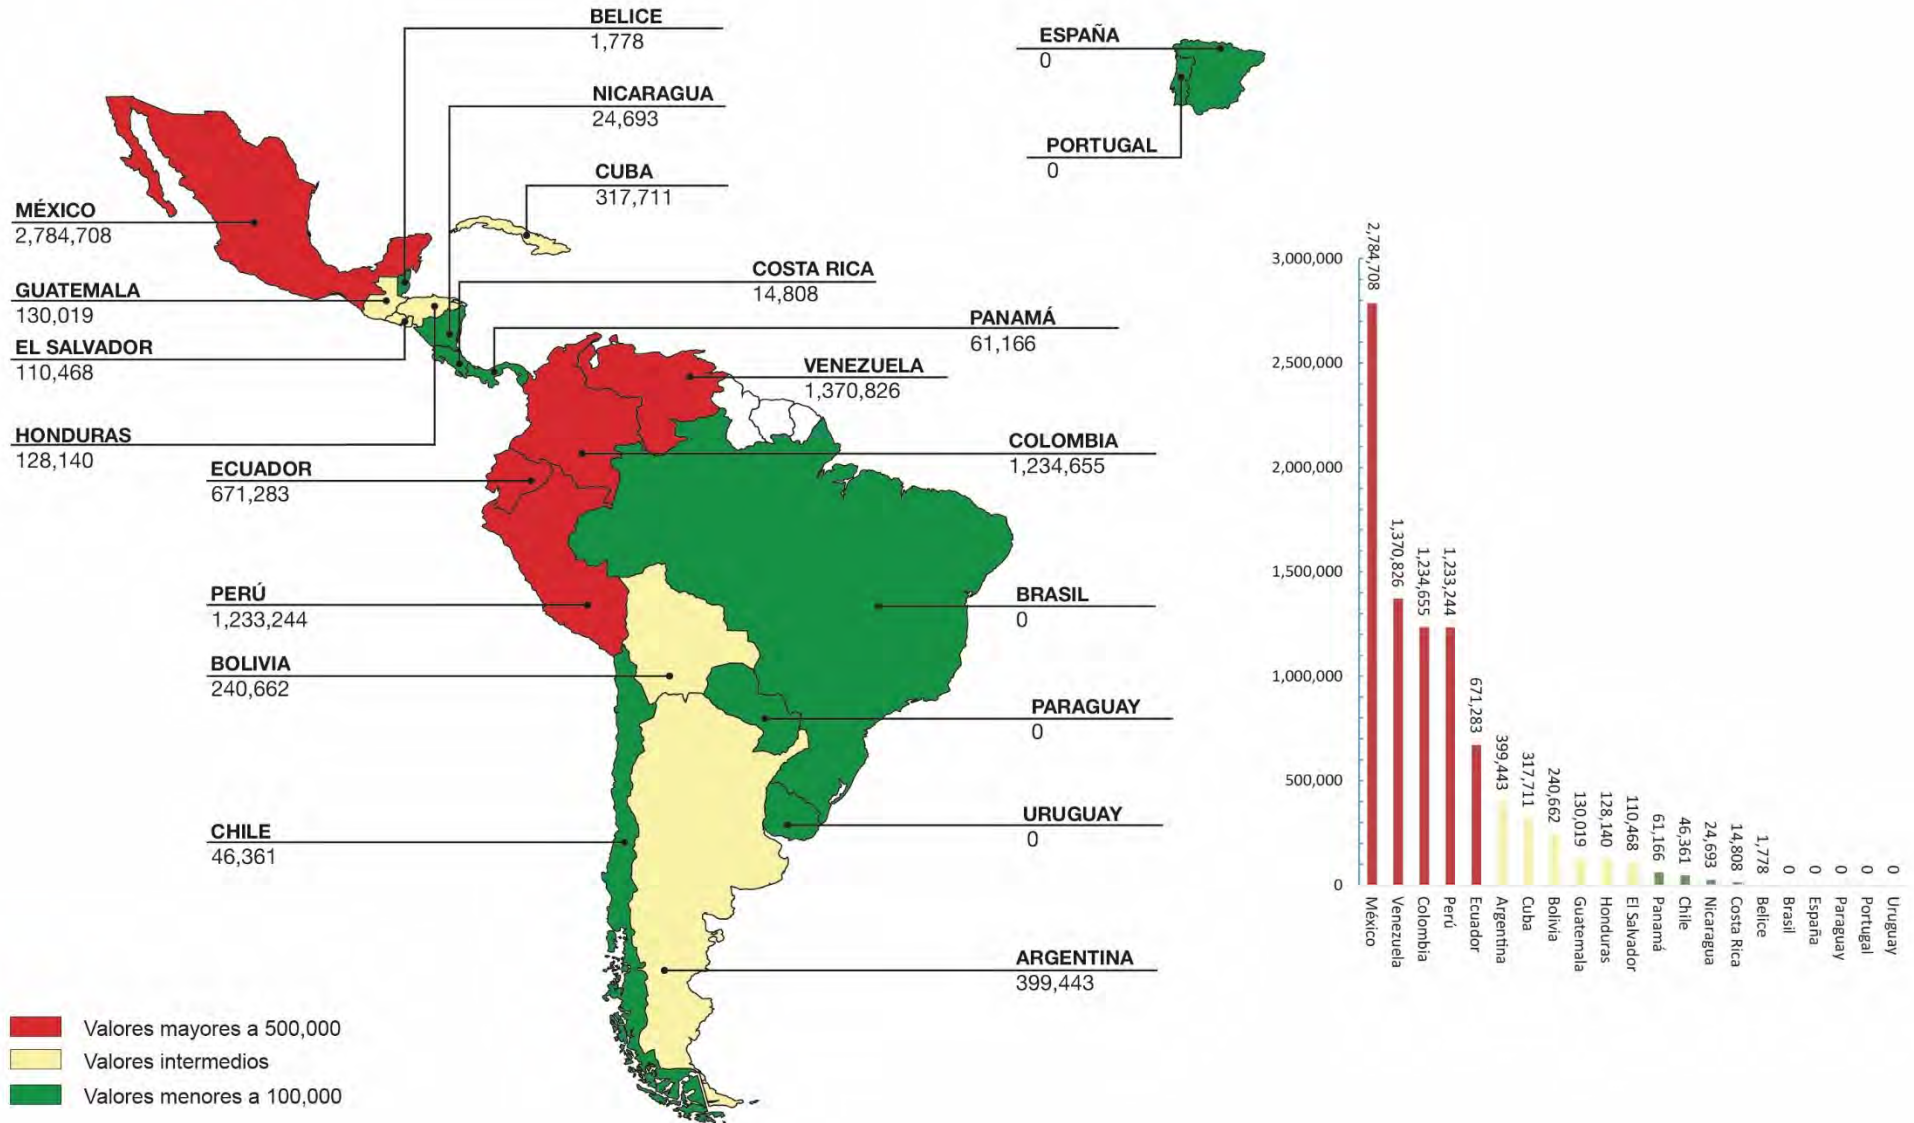 BELICE
1,778
NICARAGUA
24,693
CUBA
317,711
MÉXICO
2,784,708
GUATEMALA
130,019
EL SALVADOR
110,468
HONDURAS
128,140
COSTA RICA
14,808
PANAMÁ
61,166
VENEZUELA
1,370,826
COLOMBIA
1,234,655
ECUADOR
671,283
PERÚ
1,233,244
BRASIL
0
BOLIVIA
240,662
PARAGUAY
0
URUGUAY
0
CHILE
46,361
ARGENTINA
399,443
ESPAÑA
0
PORTUGAL
0
Valores mayores a 500,000
Valores intermedios
Valores menores a 100,000
3,000,000
2,500,000
2,000,000
1,500,000
1,000,000
500,000
0
2,784,708
1,370,826
1,234,655
1,233,244
671,283
399,443
317,711
240,662
130,019
128,140
110,468
61,166
46,361
24,693
14,808
1,778
0
0
0
0
0
México
Venezuela
Colombia
Perú
Ecuador
Argentina
Cuba
Bolivia
Guatemala
Honduras
El Salvador
Panamá
Chile
Nicaragua
Costa Rica
Belice
Brasil
España
Paraguay
Portugal
Uruguay